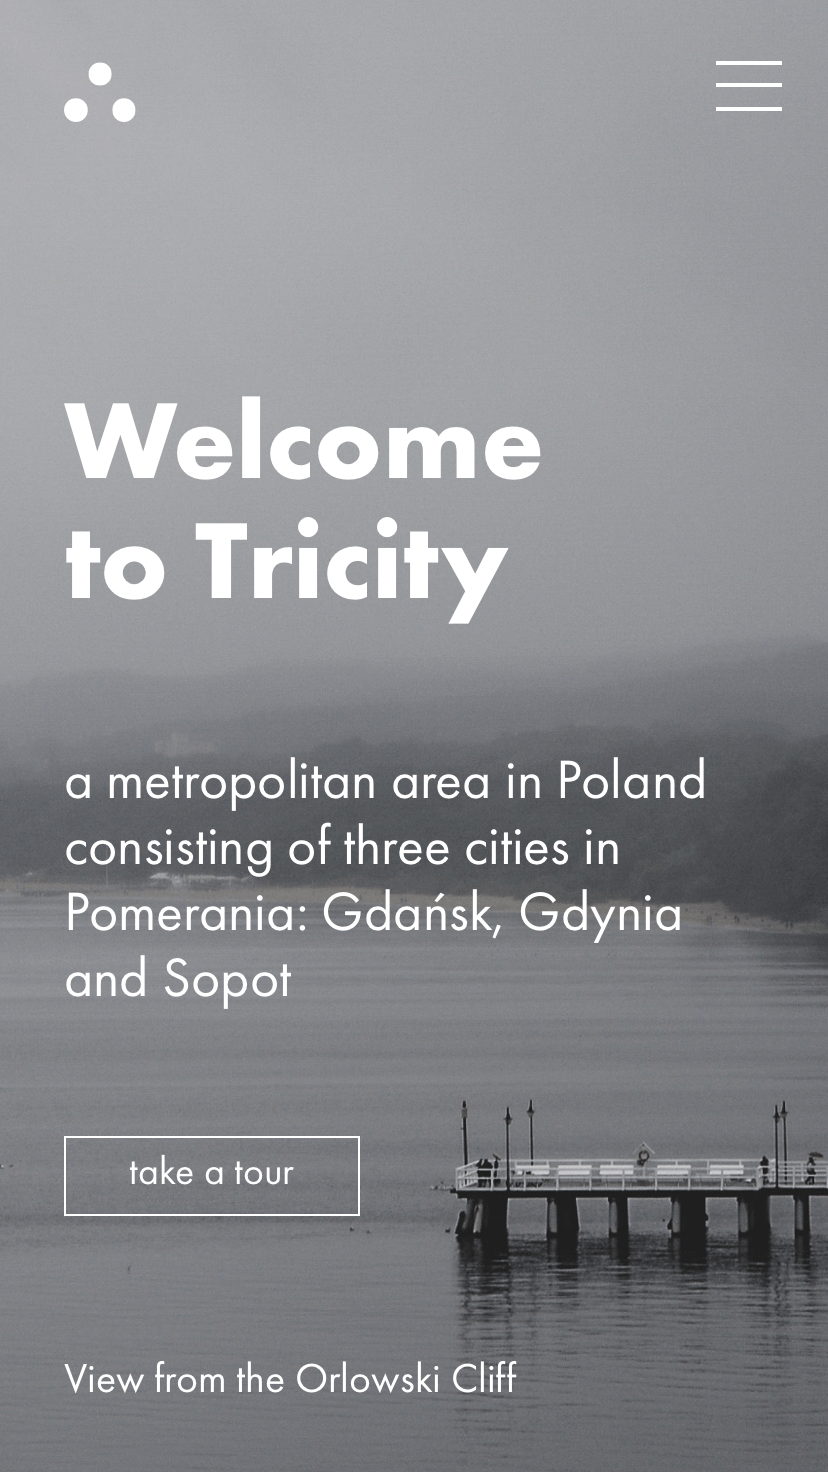 Welcome
to Tricity
a metropolitan area in Poland
consisting of three cities in
Pomerania: Gdańsk, Gdynia
and Sopot
take a tour
View from the Orlowski Cliff